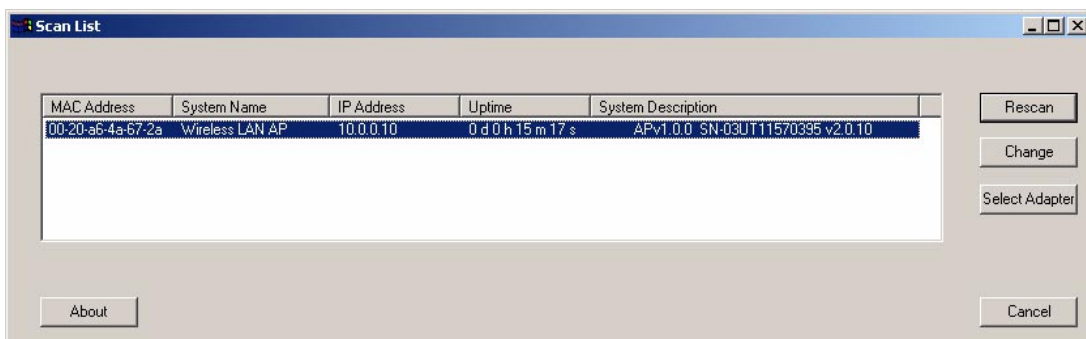 Scan List
MAC Address System Name IP Address Uptime System Description
00-20-a6-4a-67-2a Wireless LAN AP 10.0.0.10 0 d 0 h 15 m 17 s APv1.0.0 SN-03UT11570395 v2.0.10
Rescan
Change
Select Adapter
About
Cancel